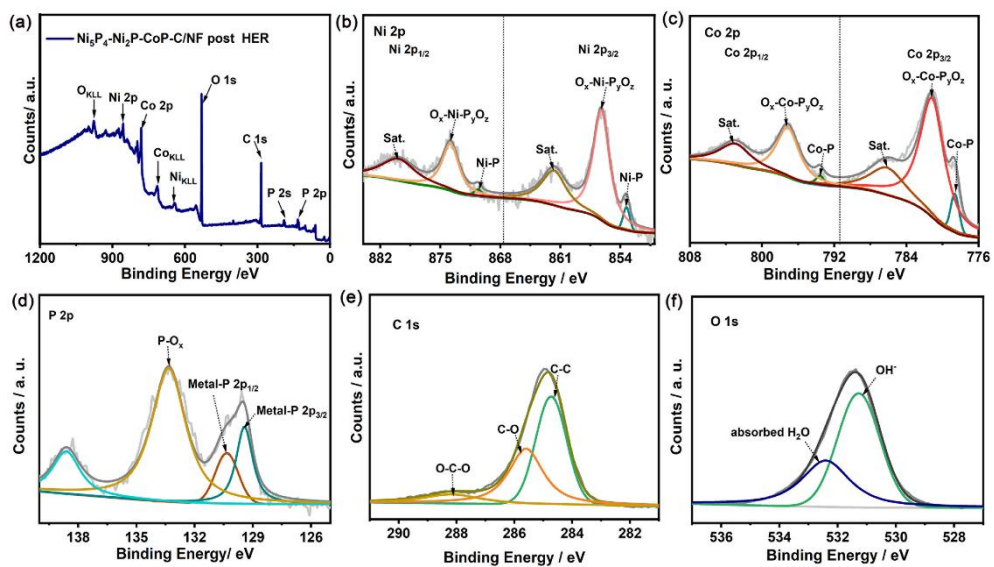 (a)
Ni₅P₄-Ni₂P-CoP-C/NF post HER
O 1s
O_KLL
Ni 2p
Co 2p
C 1s
Co_KLL
Ni_KLL
P 2s
P 2p
Counts/ a.u.
1200 900 600 300 0
Binding Energy /eV
(b)
Ni 2p
Ni 2p₁/₂
Ni 2p₃/₂
Oₓ-Ni-PyOz
Oₓ-Ni-PyOz
Sat.
Ni-P
Sat.
Ni-P
Counts/ a. u.
882 875 868 861 854
Binding Energy / eV
(c)
Co 2p
Co 2p₁/₂
Co 2p₃/₂
Oₓ-Co-PyOz
Oₓ-Co-PyOz
Sat.
Co-P
Sat.
Co-P
Counts/ a. u.
808 800 792 784 776
Binding Energy / eV
(d)
P 2p
P-Oₓ
Metal-P 2p₁/₂
Metal-P 2p₃/₂
Counts / a. u.
138 135 132 129 126
Binding Energy/ eV
(e)
C 1s
C-C
C-O
O-C-O
Counts / a. u.
290 288 286 284 282
Binding Energy/ eV
(f)
O 1s
OH⁻
absorbed H₂O
Counts / a. u.
536 534 532 530 528
Binding Energy/ eV